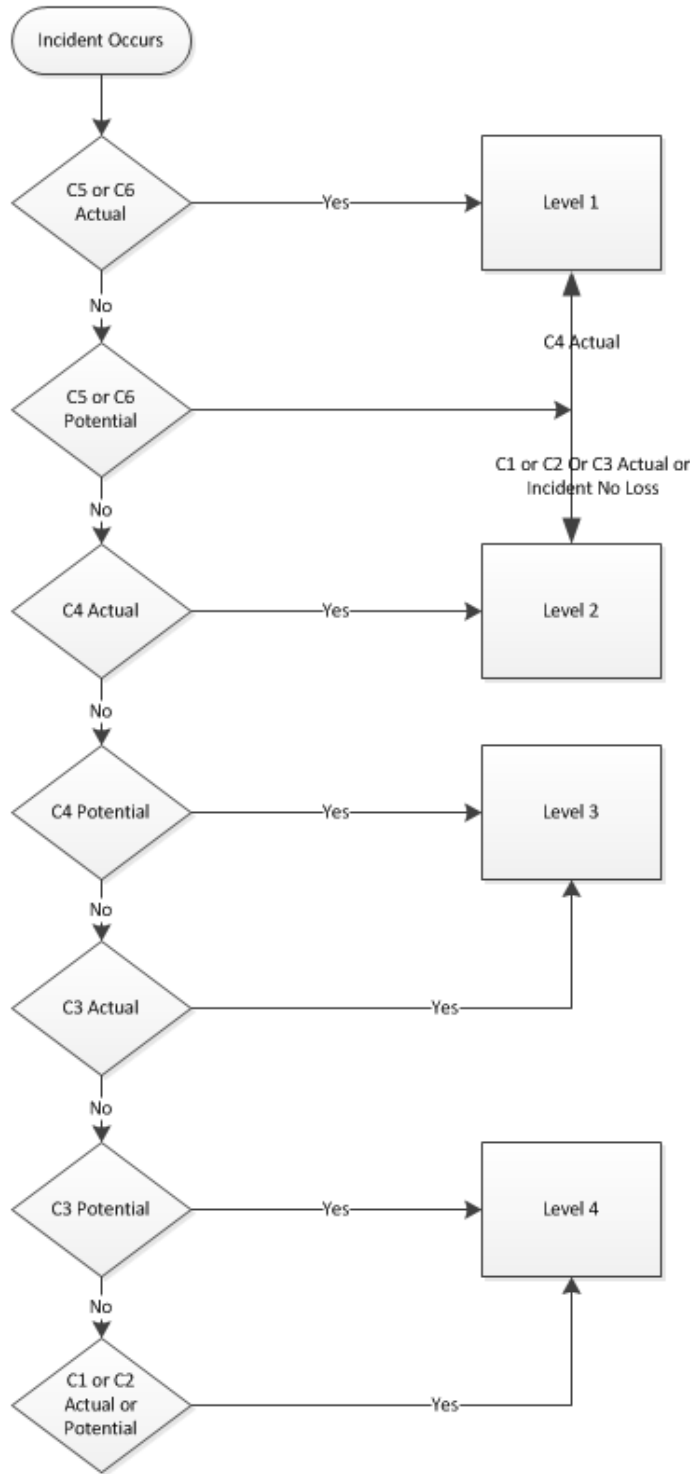 Incident Occurs
C5 or C6
Actual
Yes
Level 1
No
C4 Actual
C5 or C6
Potential
C1 or C2 Or C3 Actual or
Incident No Loss
No
C4 Actual
Yes
Level 2
No
C4 Potential
Yes
Level 3
No
C3 Actual
Yes
No
C3 Potential
Yes
Level 4
No
C1 or C2
Actual or
Potential
Yes